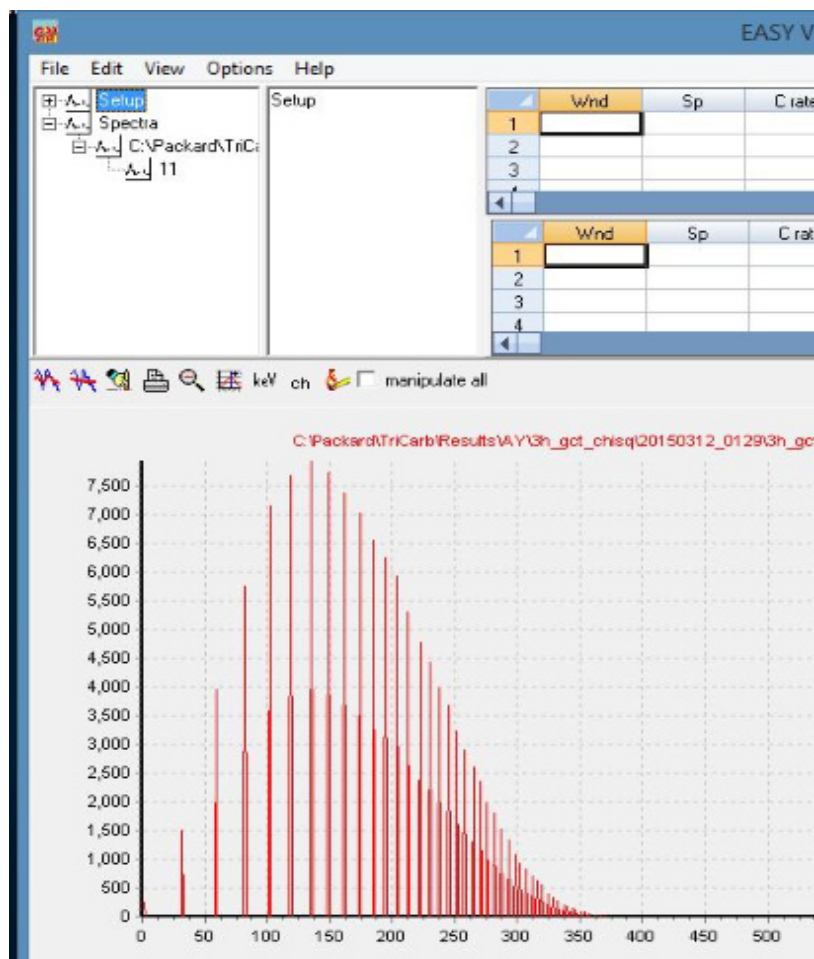 EASY V
File Edit View Options Help
Setup
Spectra
C:\Packard\TriCa
11
Setup
Wnd Sp C rate
1
2
3
Wnd Sp C rat
1
2
3
4
keV ch manipulate all
C:\Packard\TriCarb\Results\AY\3h_gct_chisq\20150312_0129\3h_gc
7,500
7,000
6,500
6,000
5,500
5,000
4,500
4,000
3,500
3,000
2,500
2,000
1,500
1,000
500
0
0 50 100 150 200 250 300 350 400 450 500